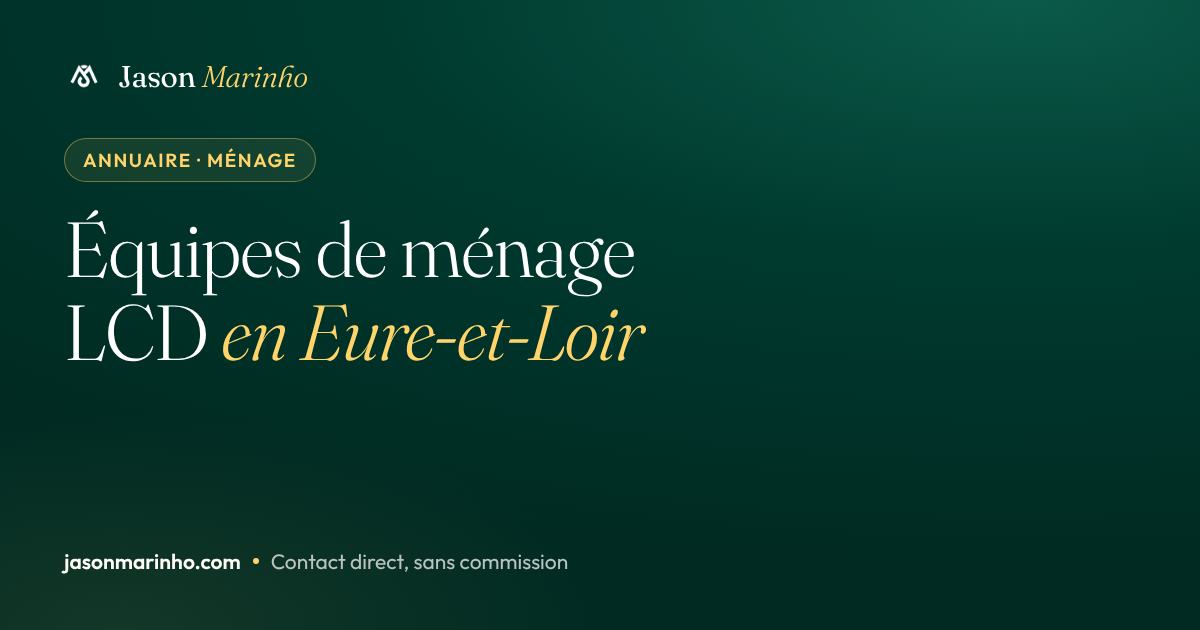 Jason Marinho
ANNUAIRE · MÉNAGE
Équipes de ménage
LCD en Eure-et-Loir
jasonmarinho.com • Contact direct, sans commission